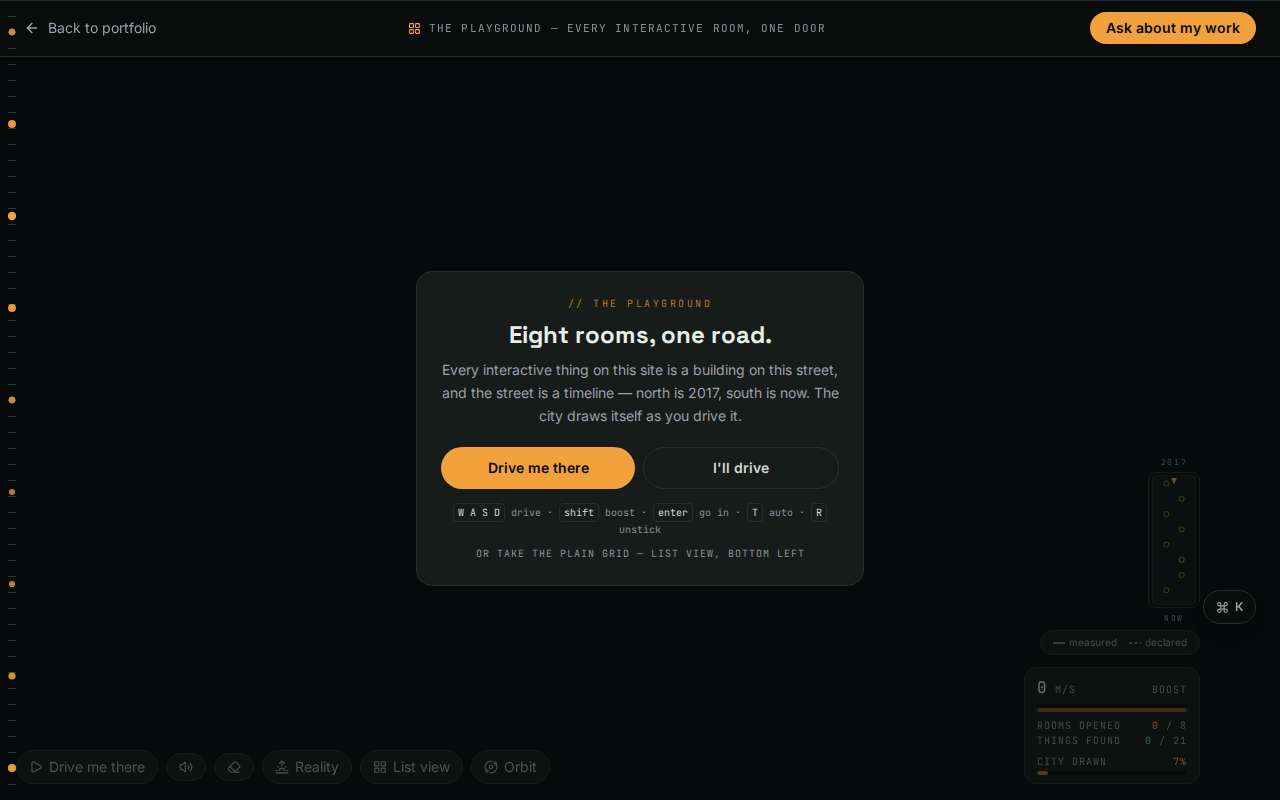 Back to portfolio
THE PLAYGROUND — EVERY INTERACTIVE ROOM, ONE DOOR
Ask about my work
// THE PLAYGROUND
Eight rooms, one road.
Every interactive thing on this site is a building on this street,
and the street is a timeline — north is 2017, south is now. The
city draws itself as you drive it.
Drive me there
I'll drive
W A S D drive · shift boost · enter go in · T auto · R
unstick
OR TAKE THE PLAIN GRID — LIST VIEW, BOTTOM LEFT
2017
NOW
⌘ K
measured
declared
0 M/S BOOST
ROOMS OPENED 0 / 8
THINGS FOUND 0 / 21
CITY DRAWN 7%
Drive me there
Reality
List view
Orbit